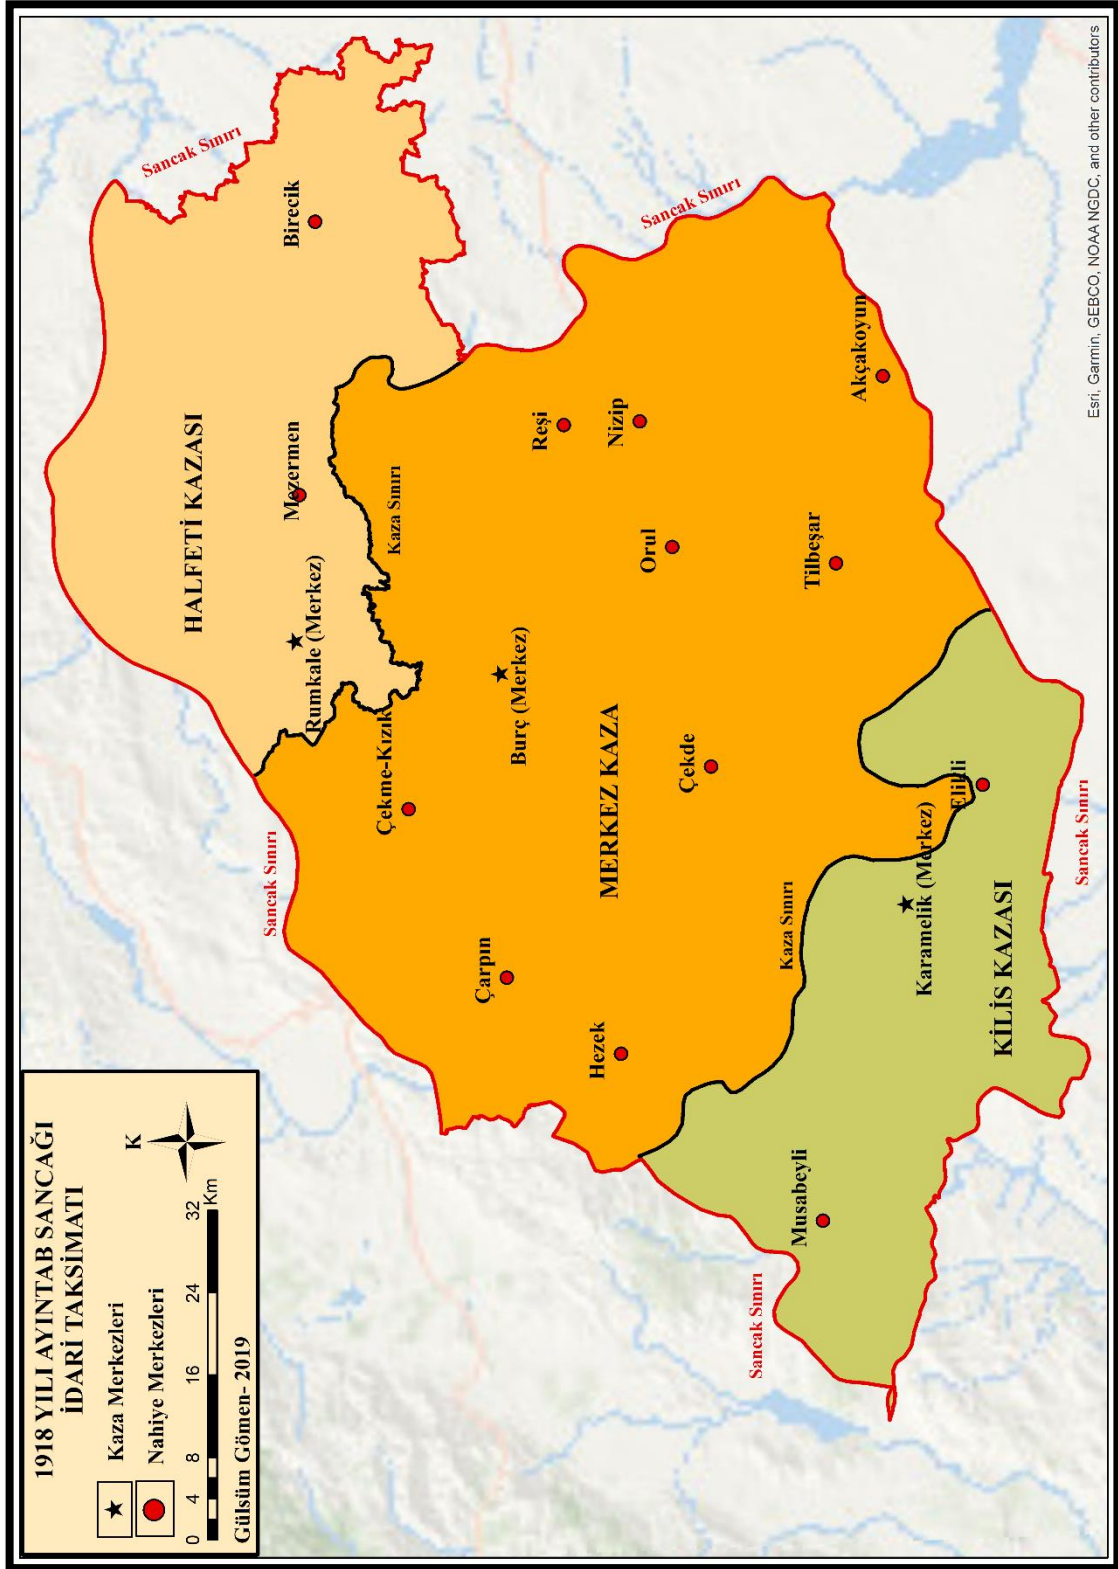 1918 YILI AYINTAB SANCAĞI
İDARİ TAKSİMATI
Kaza Merkezleri
Nahiye Merkezleri
K
0 4 8 16 24 32
Km
Gülsüm Gömen- 2019
Sancak Sınırı
Sancak Sınırı
HALFETİ KAZASI
Birecik
Mezermen
Rumkale (Merkez)
Kaza Sınırı
Sancak Sınırı
Çekme-Kızık
Burç (Merkez)
Reşi
Nizip
Sancak Sınırı
Çarpın
MERKEZ KAZA
Orul
Hezek
Çekde
Tilbeşar
Akçakoyun
Kaza Sınırı
Musabeyli
Karamelik (Merkez)
Elikli
KİLİS KAZASI
Sancak Sınırı
Esri, Garmin, GEBCO, NOAA NGDC, and other contributors